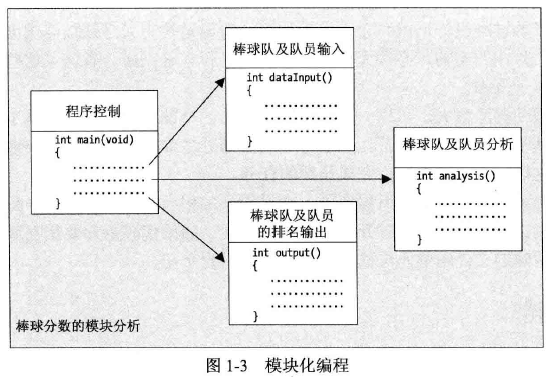 程序控制
int main(void)
{
.............
.............
.............
}
棒球队及队员输入
int dataInput()
{
.............
.............
.............
}
棒球队及队员分析
int analysis()
{
.............
.............
.............
}
棒球队及队员
的排名输出
int output()
{
.............
.............
.............
}
棒球分数的模块分析
图 1-3 模块化编程